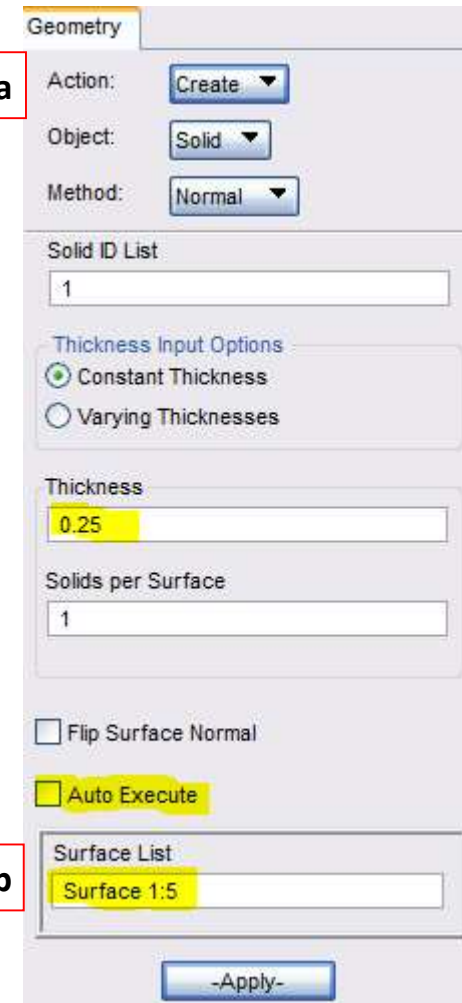 Geometry
a
Action: Create
Object: Solid
Method: Normal
Solid ID List
1
Thickness Input Options
Constant Thickness
Varying Thicknesses
Thickness
0.25
Solids per Surface
1
Flip Surface Normal
Auto Execute
b
Surface List
Surface 1:5
-Apply-